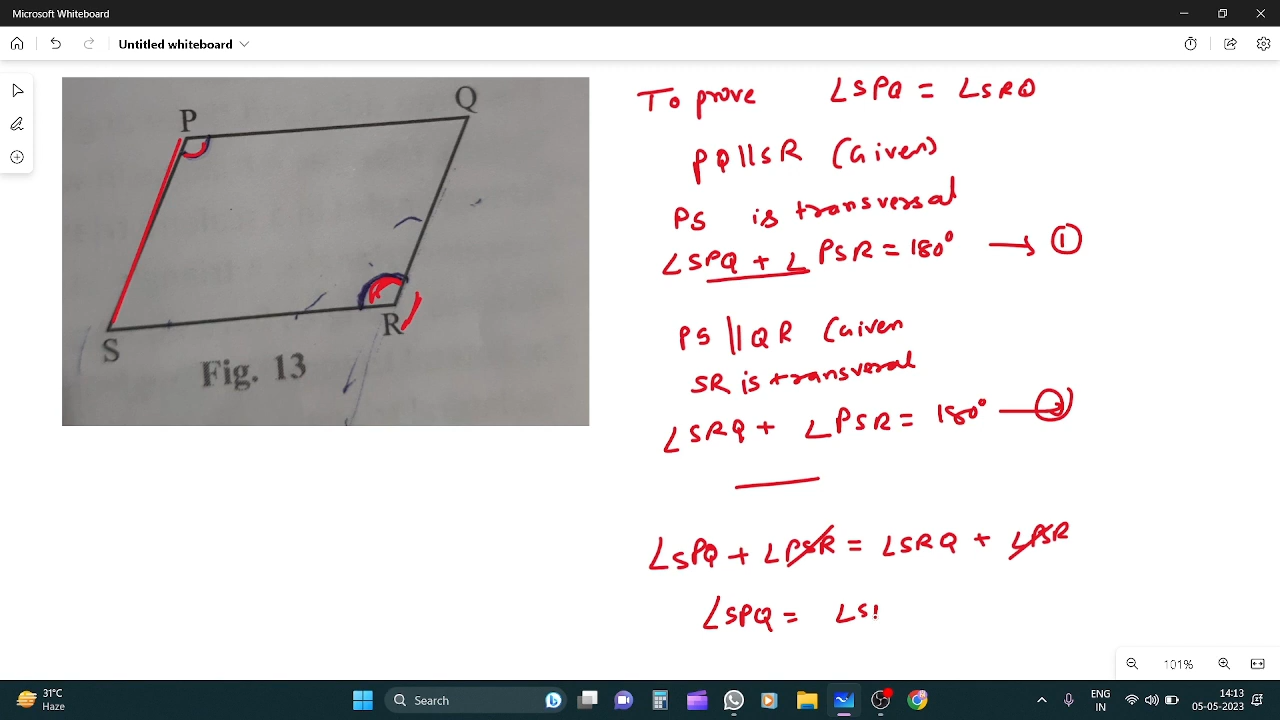 Microsoft Whiteboard
Untitled whiteboard
P
Q
S
R
Fig. 13
To prove ∠SPQ = ∠SRQ
PQ||SR (Given)
PS is transversal
∠SPQ + ∠PSR = 180° → ①
PS || QR (Given
SR is transveral
∠SRQ + ∠PSR = 180° — ②
∠SPQ + ∠PSR = ∠SRQ + ∠PSR
∠SPQ = ∠S
101%
31°C
Haze
Search
ENG
IN
14:13
05-05-2023